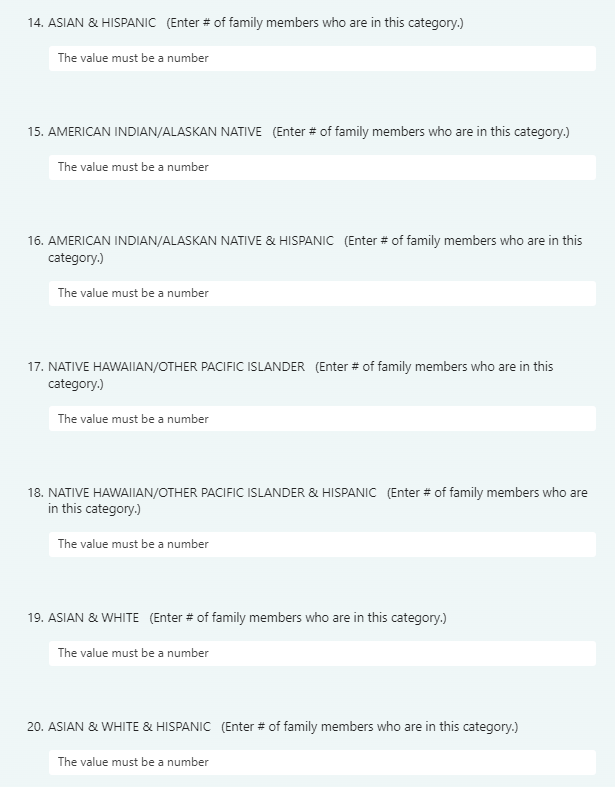 14. ASIAN & HISPANIC (Enter # of family members who are in this category.)
The value must be a number
15. AMERICAN INDIAN/ALASKAN NATIVE (Enter # of family members who are in this category.)
The value must be a number
16. AMERICAN INDIAN/ALASKAN NATIVE & HISPANIC (Enter # of family members who are in this
category.)
The value must be a number
17. NATIVE HAWAIIAN/OTHER PACIFIC ISLANDER (Enter # of family members who are in this
category.)
The value must be a number
18. NATIVE HAWAIIAN/OTHER PACIFIC ISLANDER & HISPANIC (Enter # of family members who are
in this category.)
The value must be a number
19. ASIAN & WHITE (Enter # of family members who are in this category.)
The value must be a number
20. ASIAN & WHITE & HISPANIC (Enter # of family members who are in this category.)
The value must be a number